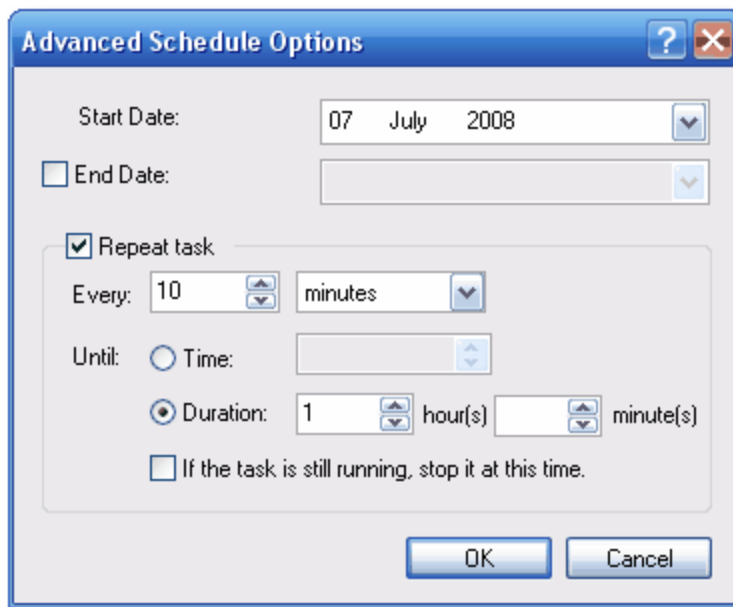 Advanced Schedule Options
Start Date: 07 July 2008
End Date:
Repeat task
Every: 10 minutes
Until: Time:
Duration: 1 hour(s) minute(s)
If the task is still running, stop it at this time.
OK Cancel